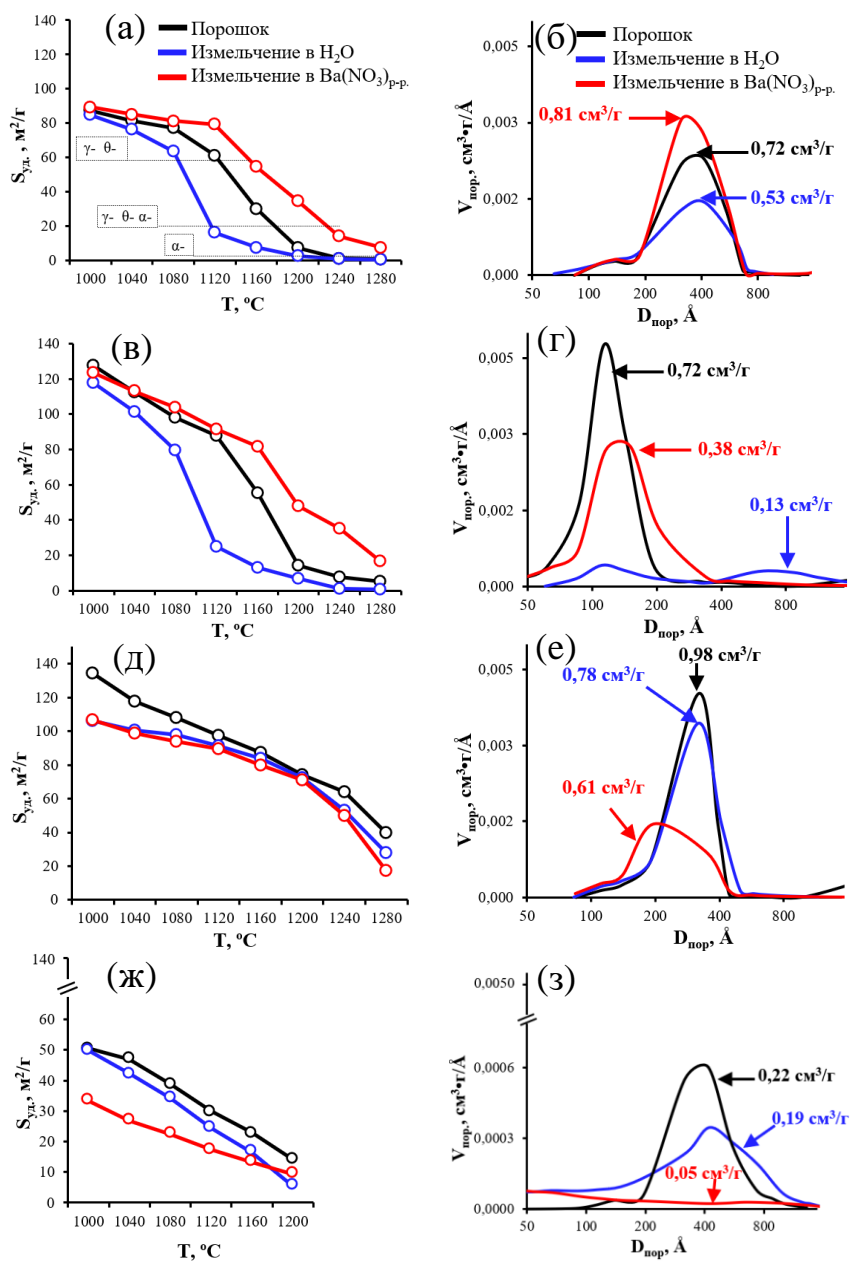 (а)
Порошок
Измельчение в H2O
Измельчение в Ba(NO3)р-р.
140
120
100
80
60
40
20
0
Sуд. , м²/г
γ- θ-
γ- θ- α-
α-
1000 1040 1080 1120 1160 1200 1240 1280
T, ºC
(б)
Порошок
Измельчение в H2O
Измельчение в Ba(NO3)р-р.
0,005
0,003
0,002
0,000
Vпор., см³•г/Å
0,81 см³/г
0,72 см³/г
0,53 см³/г
50 100 200 400 800
Dпор, Å
(в)
140
120
100
80
60
40
20
0
Sуд., м²/г
1000 1040 1080 1120 1160 1200 1240 1280
T, ºC
(г)
0,005
0,003
0,002
0,000
Vпор., см³•г/Å
0,72 см³/г
0,38 см³/г
0,13 см³/г
50 100 200 400 800
Dпор, Å
(д)
140
120
100
80
60
40
20
0
Sуд., м²/г
1000 1040 1080 1120 1160 1200 1240 1280
T, ºC
(е)
0,005
0,003
0,002
0,000
Vпор., см³•г/Å
0,98 см³/г
0,78 см³/г
0,61 см³/г
50 100 200 400 800
Dпор, Å
(ж)
140
60
50
40
30
20
10
0
Sуд., м²/г
1000 1040 1080 1120 1160 1200
T, ºC
(з)
0,0050
0,0006
0,0003
0,0000
Vпор., см³•г/Å
0,22 см³/г
0,19 см³/г
0,05 см³/г
50 100 200 400 800
Dпор, Å